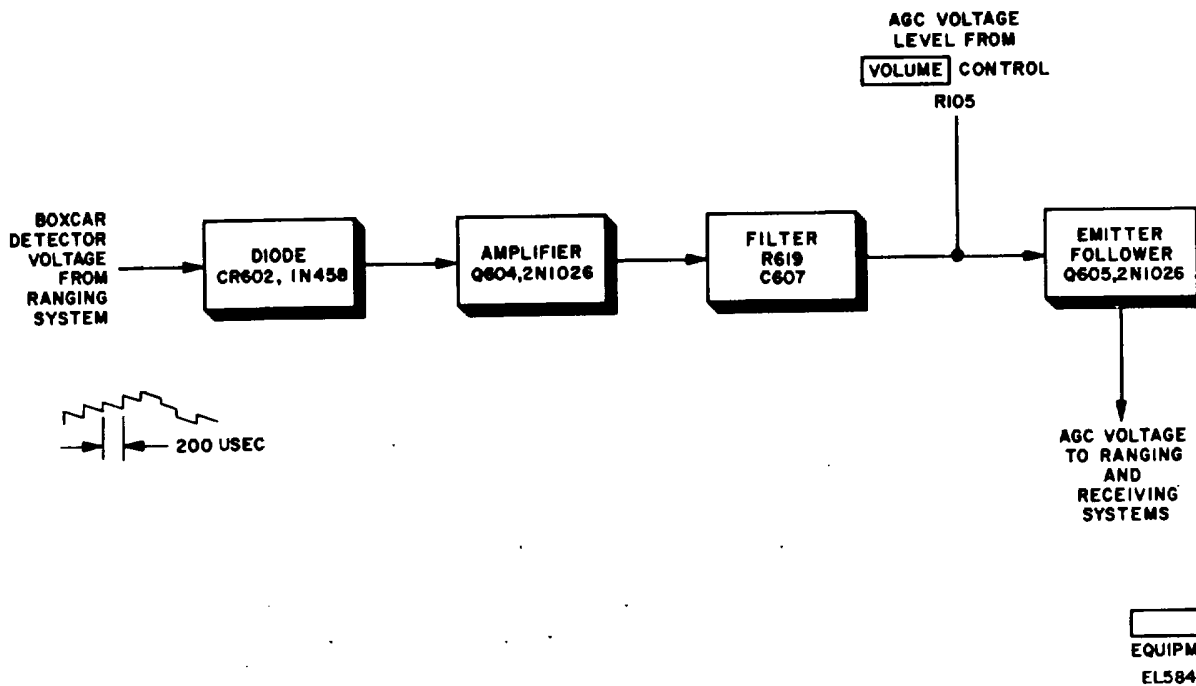 AGC VOLTAGE
LEVEL FROM
VOLUME CONTROL
R105
BOXCAR
DETECTOR
VOLTAGE
FROM
RANGING
SYSTEM
DIODE
CR602, 1N458
AMPLIFIER
Q604,2N1026
FILTER
R619
C607
EMITTER
FOLLOWER
Q605,2N1026
200 USEC
AGC VOLTAGE
TO RANGING
AND
RECEIVING
SYSTEMS
EQUIPM
EL584